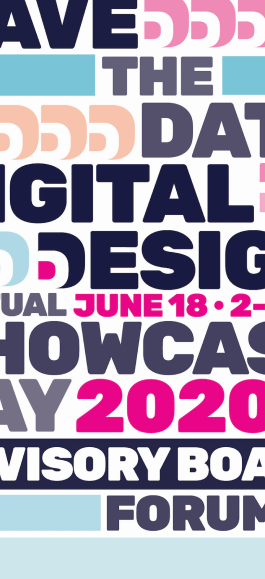 AVE
THE
DAT
IGITAL
DESIG
UAL JUNE 18 • 2-
HOWCAS
AY 2020
VISORY BOA
FORUM